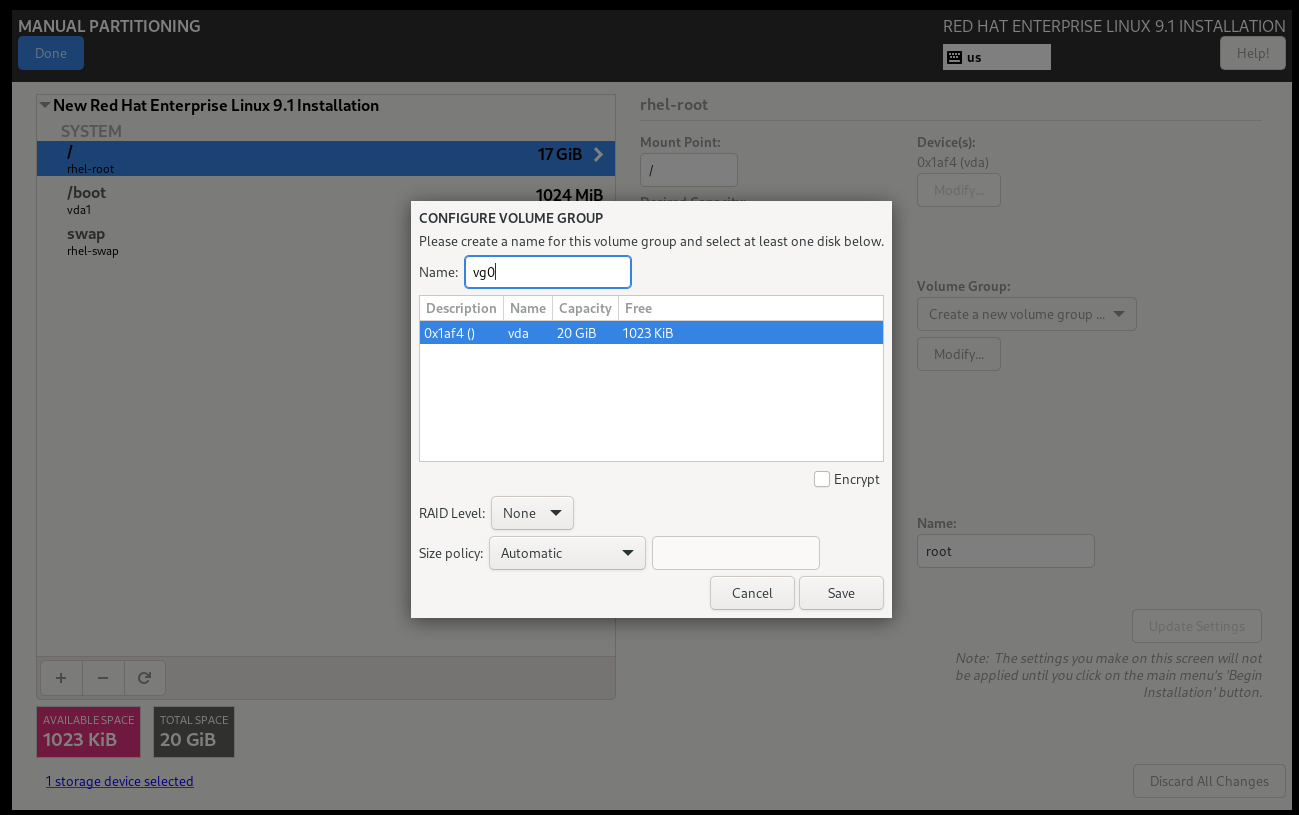 MANUAL PARTITIONING
RED HAT ENTERPRISE LINUX 9.1 INSTALLATION
Done
us
Help!
New Red Hat Enterprise Linux 9.1 Installation
SYSTEM
/
17 GiB
rhel-root
/boot
1024 MiB
vda1
swap
rhel-swap
rhel-root
Mount Point:
/
Desired Capacity:
Device(s):
0x1af4 (vda)
Modify...
Volume Group:
Create a new volume group ...
Modify...
Name:
root
Update Settings
Note: The settings you make on this screen will not
be applied until you click on the main menu's 'Begin
Installation' button.
CONFIGURE VOLUME GROUP
Please create a name for this volume group and select at least one disk below.
Name: vg0
Description Name Capacity Free
0x1af4 () vda 20 GiB 1023 KiB
Encrypt
RAID Level: None
Size policy: Automatic
Cancel Save
AVAILABLE SPACE
1023 KiB
TOTAL SPACE
20 GiB
1 storage device selected
Discard All Changes